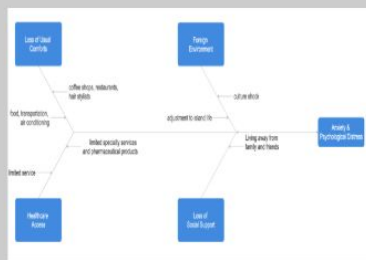 Loss of Usual
Comforts
Foreign
Environment
coffee shops, restaurants,
hair stylists
culture shock
food, transportation,
air conditioning
adjustment to island life
Anxiety &
Psychological Distress
limited specialty services
and pharmaceutical products
Living away from
family and friends
limited service
Healthcare
Access
Loss of
Social Support